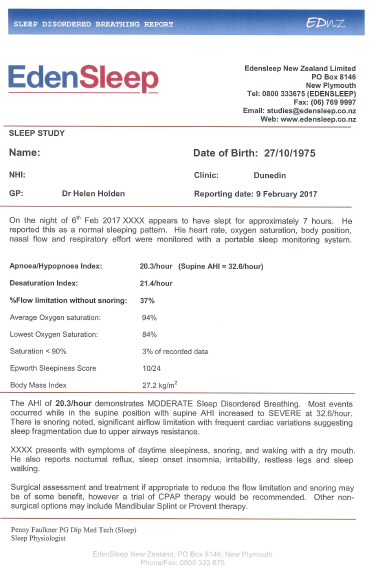 SLEEP DISORDERED BREATHING REPORT
EDNZ
EdenSleep
Edensleep New Zealand Limited
PO Box 8146
New Plymouth
Tel: 0800 333675 (EDENSLEEP)
Fax: (06) 769 9997
Email: studies@edensleep.co.nz
Web: www.edensleep.co.nz
SLEEP STUDY
Name: Date of Birth: 27/10/1975
NHI: Clinic: Dunedin
GP: Dr Helen Holden Reporting date: 9 February 2017
On the night of 6th Feb 2017 XXXX appears to have slept for approximately 7 hours. He
reported this as a normal sleeping pattern. His heart rate, oxygen saturation, body position,
nasal flow and respiratory effort were monitored with a portable sleep monitoring system.
Apnoea/Hypopnoea Index: 20.3/hour (Supine AHI = 32.6/hour)
Desaturation Index: 21.4/hour
%Flow limitation without snoring: 37%
Average Oxygen saturation: 94%
Lowest Oxygen Saturation: 84%
Saturation < 90% 3% of recorded data
Epworth Sleepiness Score 10/24
Body Mass Index 27.2 kg/m2
The AHI of 20.3/hour demonstrates MODERATE Sleep Disordered Breathing. Most events
occurred while in the supine position with supine AHI increased to SEVERE at 32.6/hour.
There is snoring noted, significant airflow limitation with frequent cardiac variations suggesting
sleep fragmentation due to upper airways resistance.
XXXX presents with symptoms of daytime sleepiness, snoring, and waking with a dry mouth.
He also reports nocturnal reflux, sleep onset insomnia, irritability, restless legs and sleep
walking.
Surgical assessment and treatment if appropriate to reduce the flow limitation and snoring may
be of some benefit, however a trial of CPAP therapy would be recommended. Other non-
surgical options may include Mandibular Splint or Provent therapy.
Penny Faulkner PG Dip Med Tech (Sleep)
Sleep Physiologist
EdenSleep New Zealand, PO Box 8146, New Plymouth
Phone/Fax: 0800 333 675